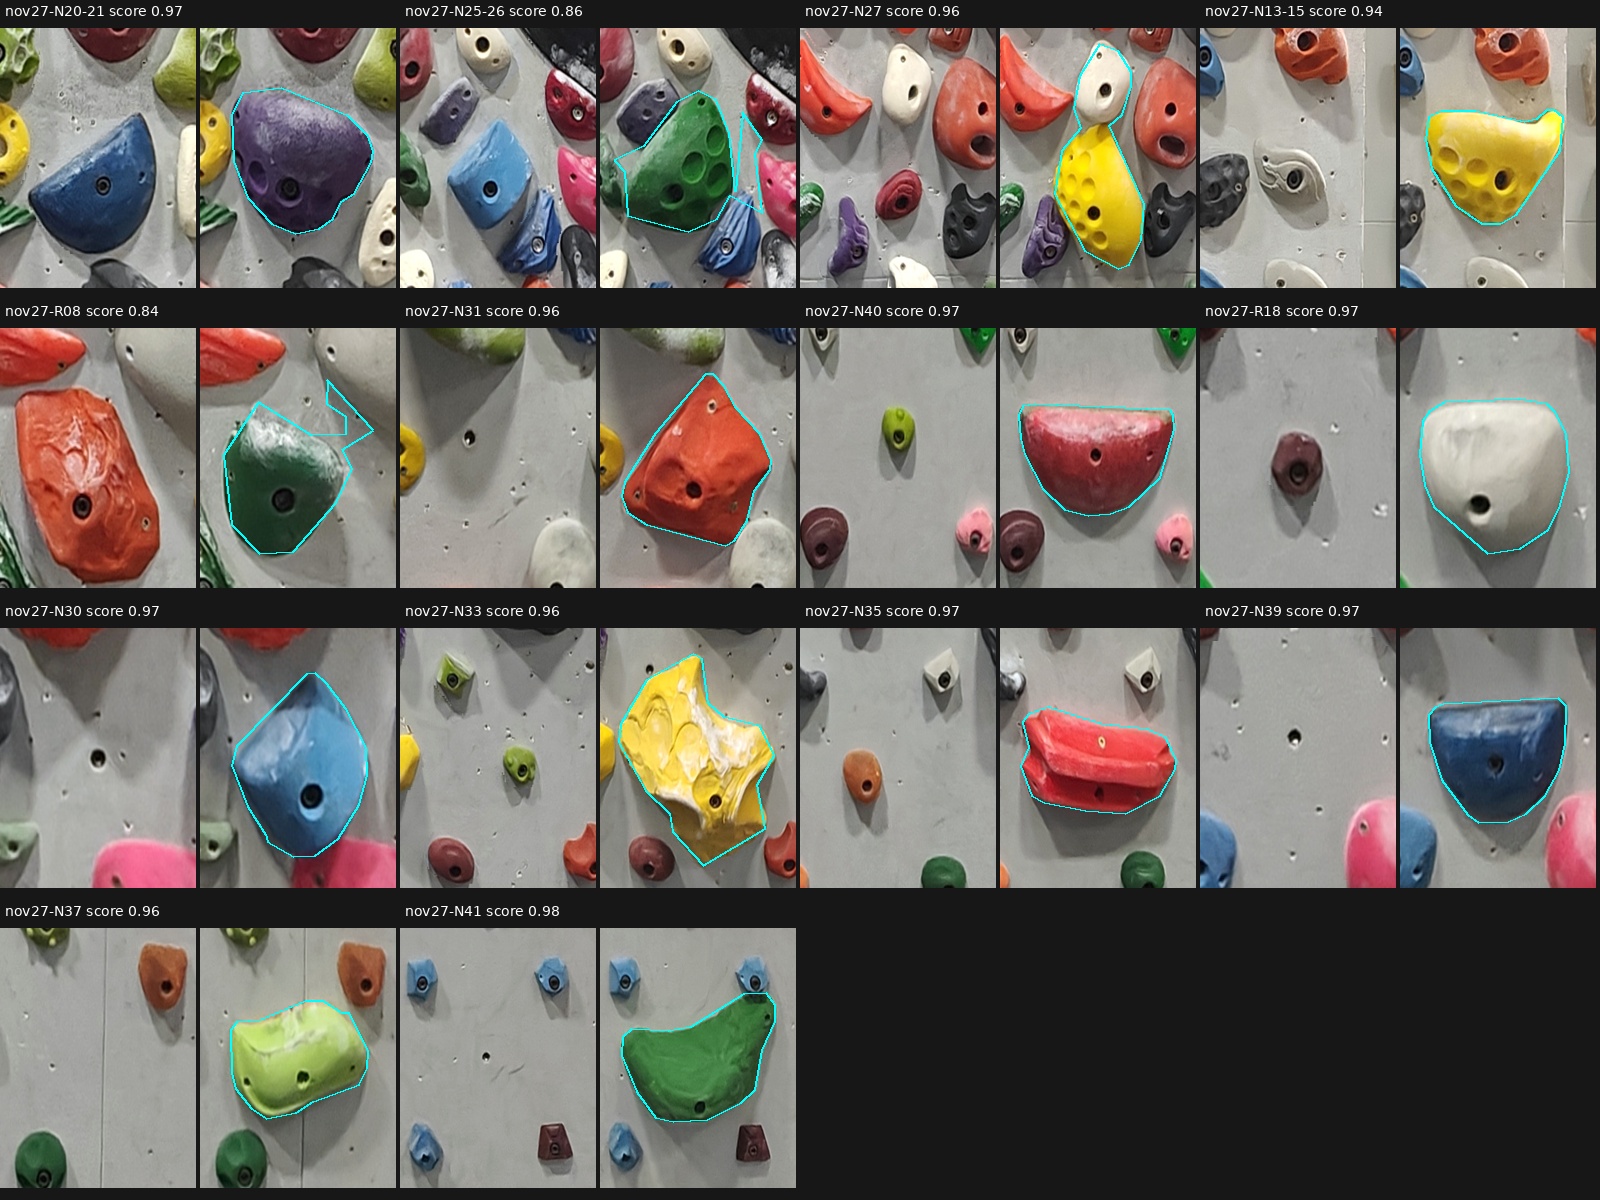 nov27-N20-21 score 0.97
nov27-N25-26 score 0.86
nov27-N27 score 0.96
nov27-N13-15 score 0.94
nov27-R08 score 0.84
nov27-N31 score 0.96
nov27-N40 score 0.97
nov27-R18 score 0.97
nov27-N30 score 0.97
nov27-N33 score 0.96
nov27-N35 score 0.97
nov27-N39 score 0.97
nov27-N37 score 0.96
nov27-N41 score 0.98